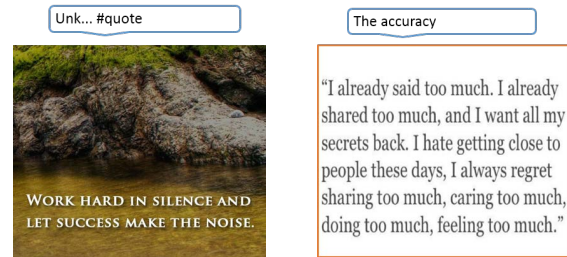 Unk... #quote
WORK HARD IN SILENCE AND
LET SUCCESS MAKE THE NOISE.
The accuracy
“I already said too much. I already
shared too much, and I want all my
secrets back. I hate getting close to
people these days, I always regret
sharing too much, caring too much,
doing too much, feeling too much.”